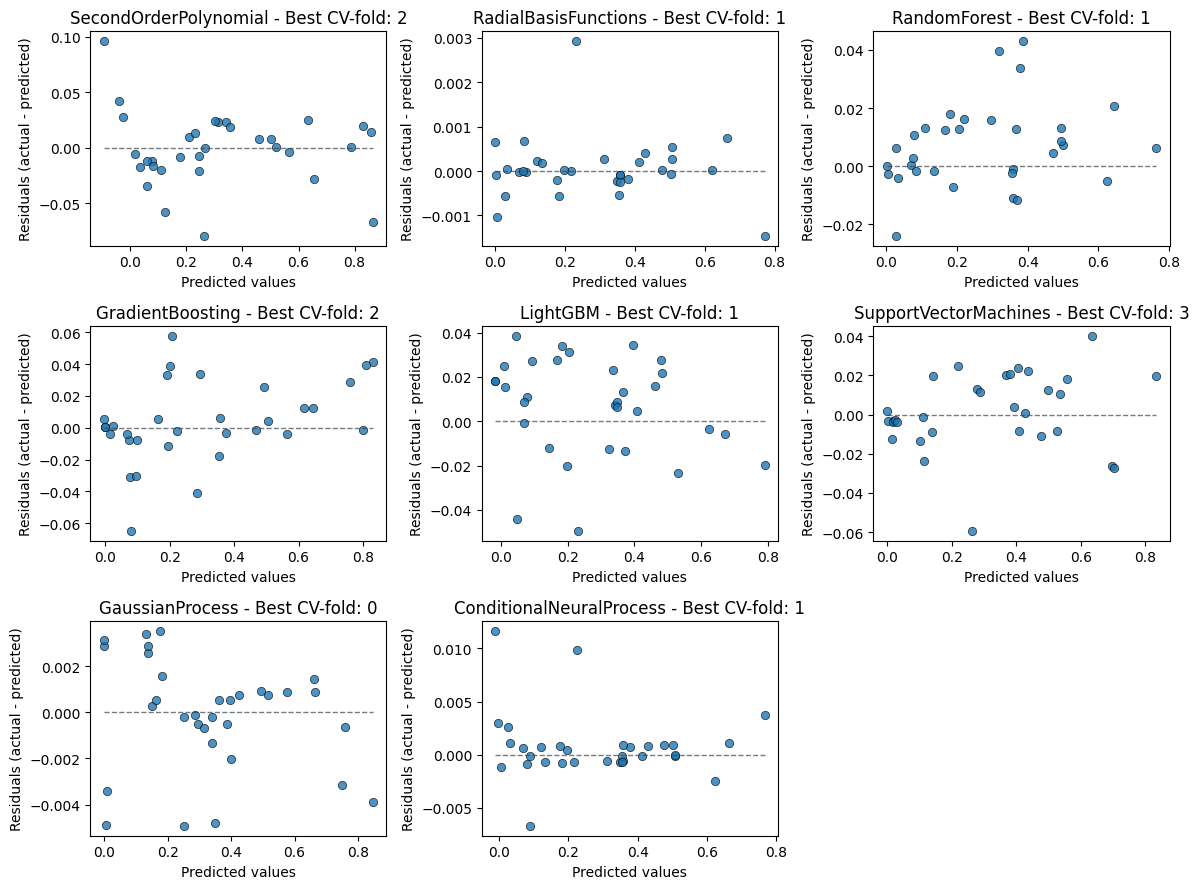 SecondOrderPolynomial - Best CV-fold: 2
Residuals (actual - predicted)
0.10
0.05
0.00
−0.05
0.0 0.2 0.4 0.6 0.8
Predicted values
RadialBasisFunctions - Best CV-fold: 1
Residuals (actual - predicted)
0.003
0.002
0.001
0.000
−0.001
0.0 0.2 0.4 0.6 0.8
Predicted values
RandomForest - Best CV-fold: 1
Residuals (actual - predicted)
0.04
0.02
0.00
−0.02
0.0 0.2 0.4 0.6 0.8
Predicted values
GradientBoosting - Best CV-fold: 2
Residuals (actual - predicted)
0.06
0.04
0.02
0.00
−0.02
−0.04
−0.06
0.0 0.2 0.4 0.6 0.8
Predicted values
LightGBM - Best CV-fold: 1
Residuals (actual - predicted)
0.04
0.02
0.00
−0.02
−0.04
0.0 0.2 0.4 0.6 0.8
Predicted values
SupportVectorMachines - Best CV-fold: 3
Residuals (actual - predicted)
0.04
0.02
0.00
−0.02
−0.04
−0.06
0.0 0.2 0.4 0.6 0.8
Predicted values
GaussianProcess - Best CV-fold: 0
Residuals (actual - predicted)
0.002
0.000
−0.002
−0.004
0.0 0.2 0.4 0.6 0.8
Predicted values
ConditionalNeuralProcess - Best CV-fold: 1
Residuals (actual - predicted)
0.010
0.005
0.000
−0.005
0.0 0.2 0.4 0.6 0.8
Predicted values